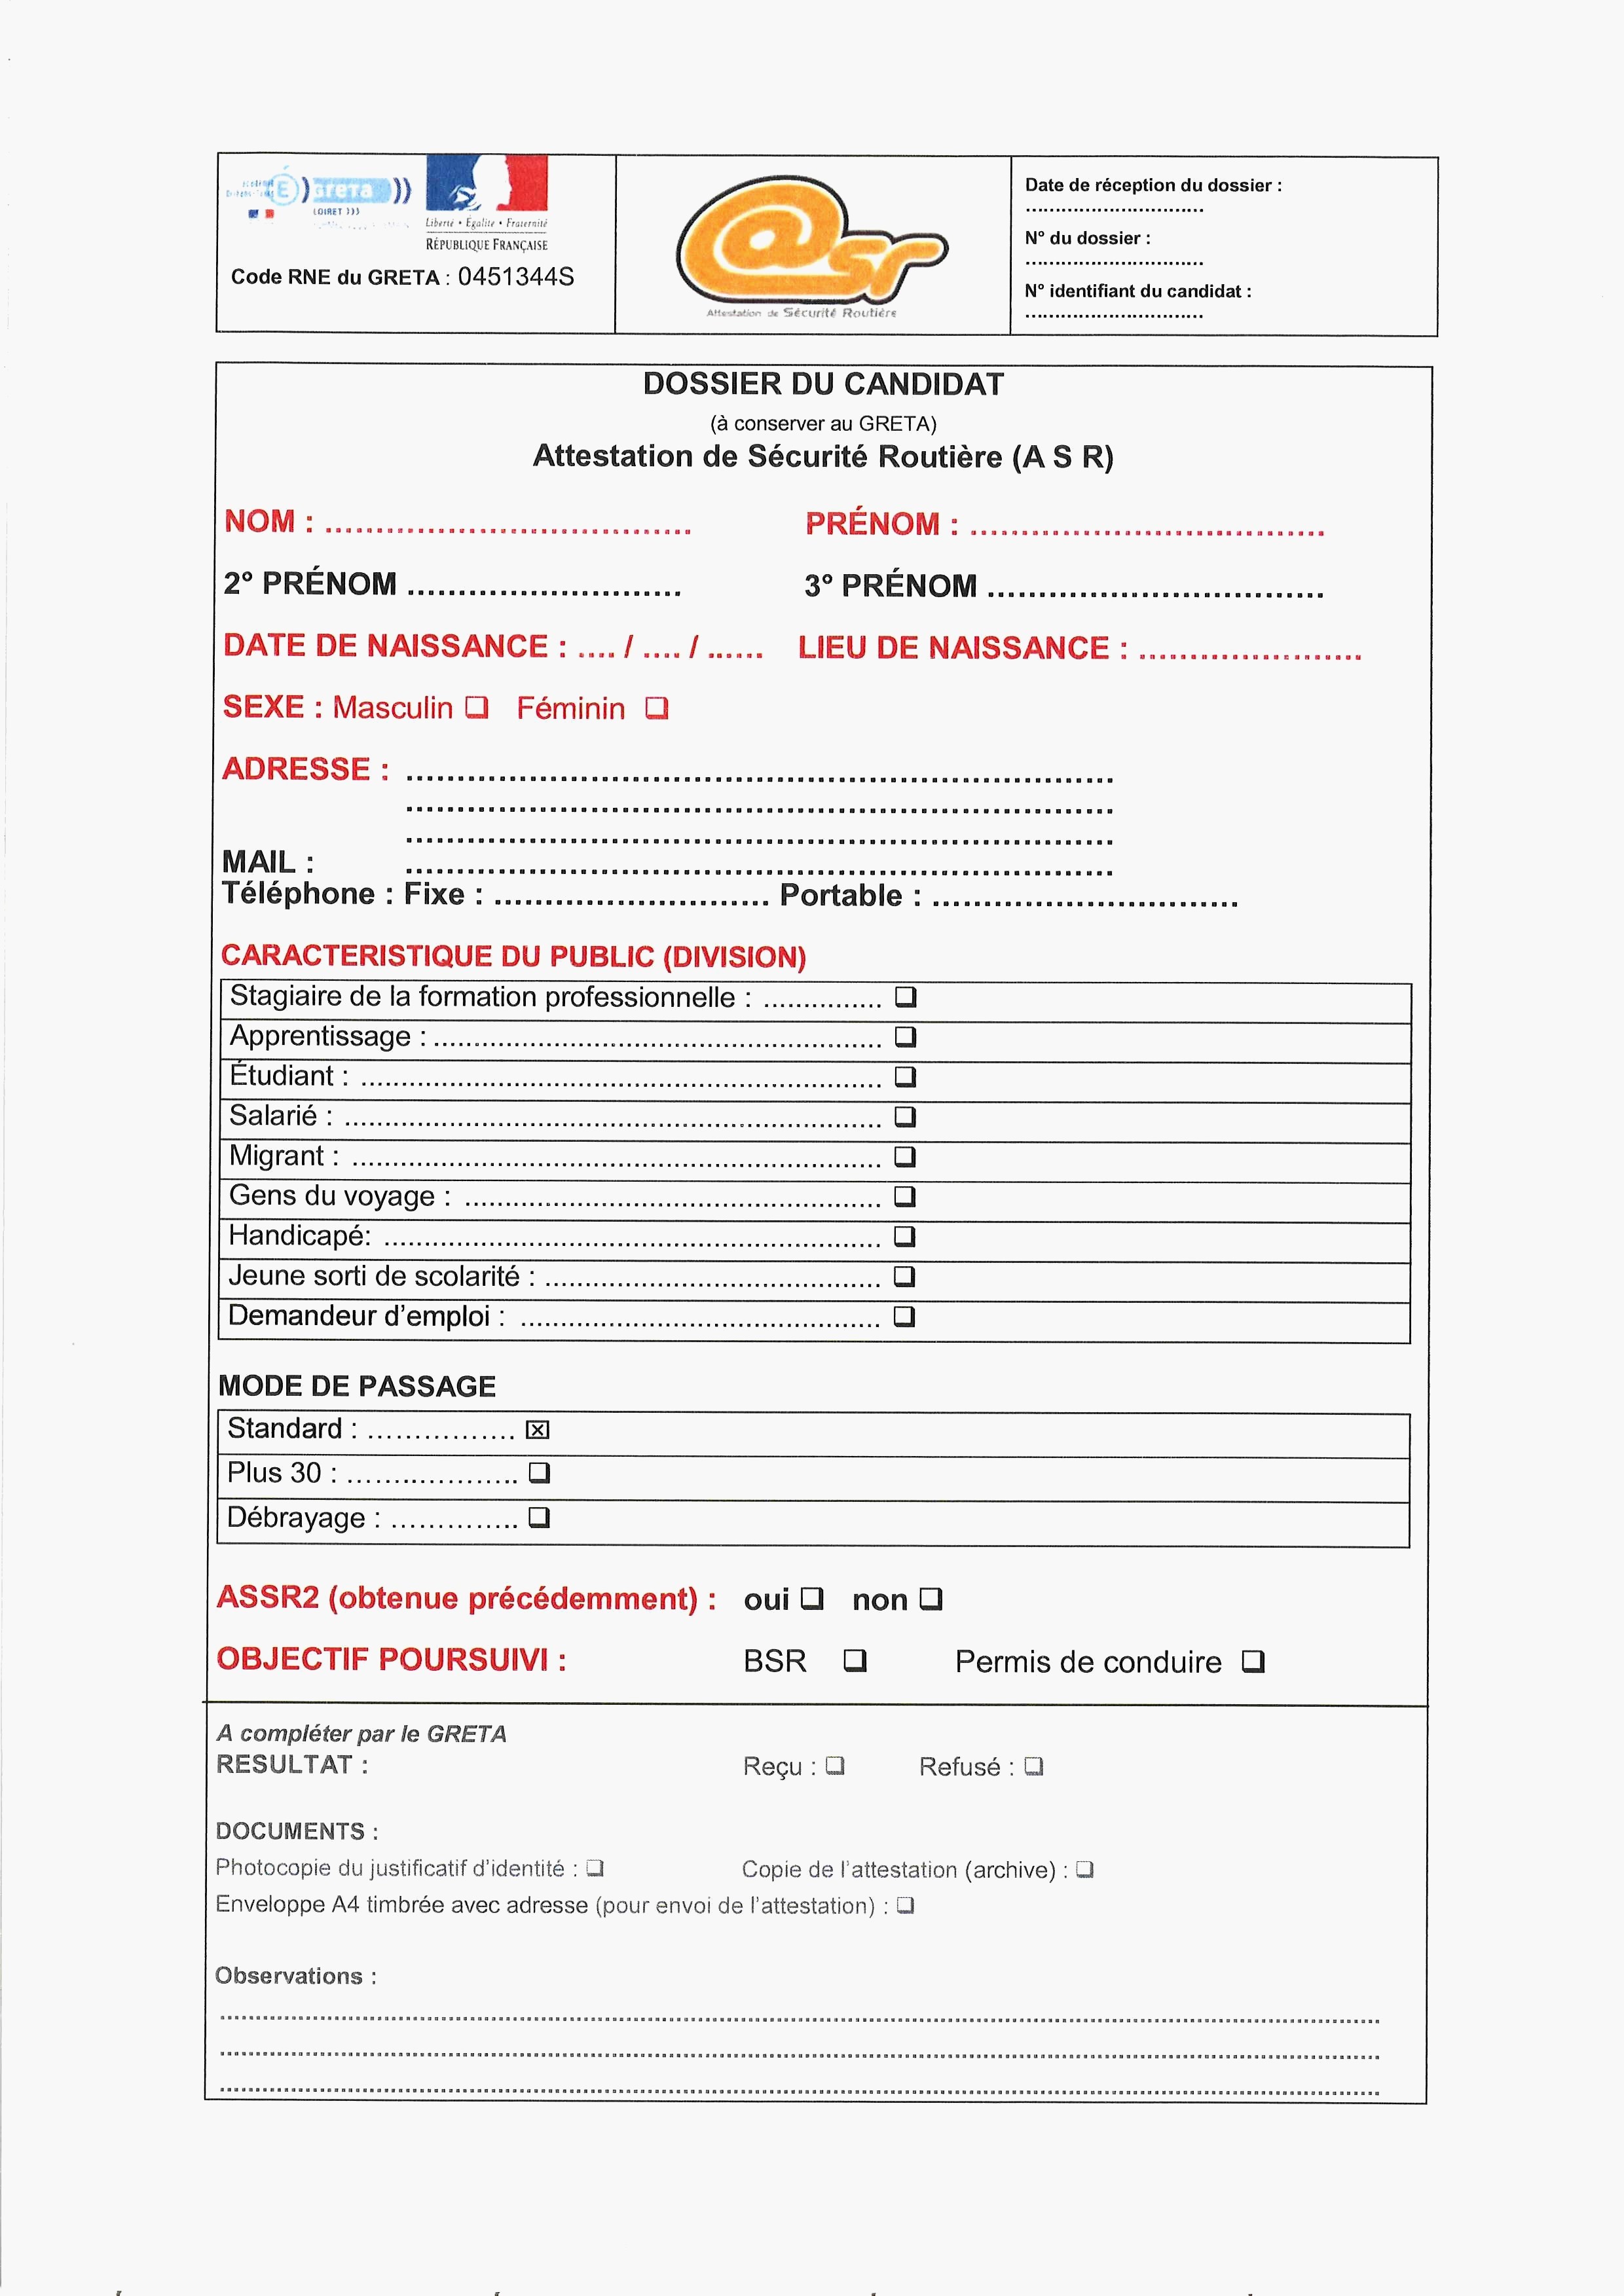 académie
É greta
LOIRET
Liberté • Égalité • Fraternité
RÉPUBLIQUE FRANÇAISE
Code RNE du GRETA : 0451344S
@sr
Attestation de Sécurité Routière
Date de réception du dossier :
..............................
N° du dossier :
..............................
N° identifiant du candidat :
..............................
DOSSIER DU CANDIDAT
(à conserver au GRETA)
Attestation de Sécurité Routière (A S R)
NOM : .................................... PRÉNOM : ...................................
2° PRÉNOM ........................... 3° PRÉNOM .................................
DATE DE NAISSANCE : .... / .... / ...... LIEU DE NAISSANCE : ......................
SEXE : Masculin ❑ Féminin ❑
ADRESSE : ......................................................................
......................................................................
......................................................................
MAIL : ......................................................................
Téléphone : Fixe : ........................... Portable : ..............................
CARACTERISTIQUE DU PUBLIC (DIVISION)
Stagiaire de la formation professionnelle : ............... ❑
Apprentissage : ........................................................ ❑
Étudiant : ................................................................. ❑
Salarié : ................................................................... ❑
Migrant : .................................................................. ❑
Gens du voyage : .................................................... ❑
Handicapé: .............................................................. ❑
Jeune sorti de scolarité : .......................................... ❑
Demandeur d’emploi : ............................................. ❑
MODE DE PASSAGE
Standard : ................ ☒
Plus 30 : ................... ❑
Débrayage : .............. ❑
ASSR2 (obtenue précédemment) : oui ❑ non ❑
OBJECTIF POURSUIVI : BSR ❑ Permis de conduire ❑
A compléter par le GRETA
RESULTAT : Reçu : ❑ Refusé : ❑
DOCUMENTS :
Photocopie du justificatif d’identité : ❑ Copie de l’attestation (archive) : ❑
Enveloppe A4 timbrée avec adresse (pour envoi de l’attestation) : ❑
Observations :
................................................................................
................................................................................
................................................................................